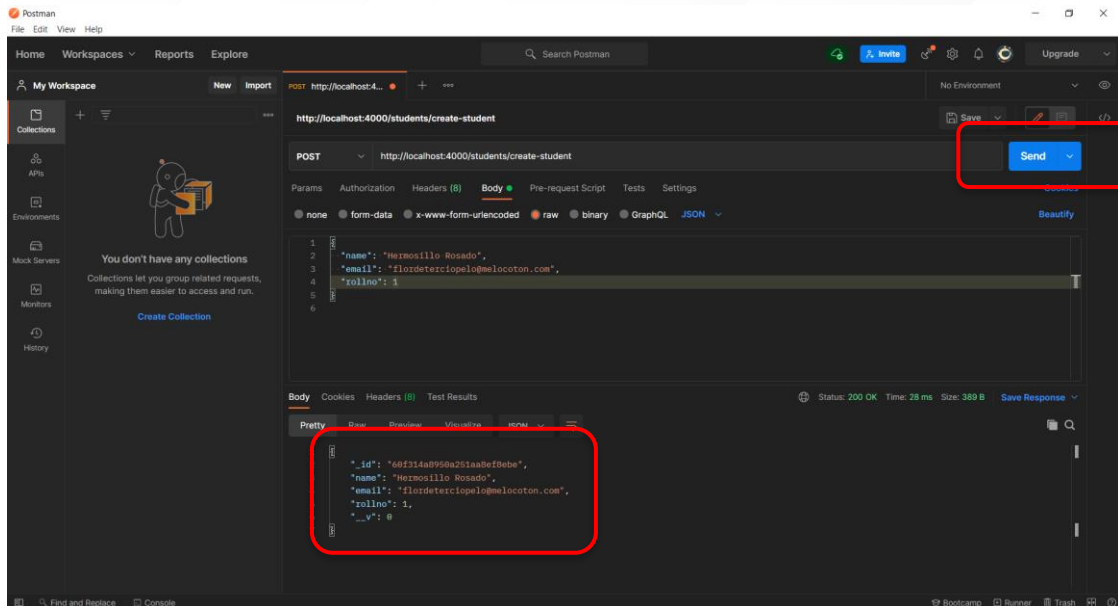 Postman
File Edit View Help
Home Workspaces Reports Explore Search Postman Invite Upgrade
My Workspace New Import POST http://localhost:4... No Environment
Collections
APIs
Environments
Mock Servers
Monitors
History
You don't have any collections
Collections let you group related requests,
making them easier to access and run.
Create Collection
http://localhost:4000/students/create-student Save
POST http://localhost:4000/students/create-student Send
Params Authorization Headers (8) Body Pre-request Script Tests Settings Cookies
none form-data x-www-form-urlencoded raw binary GraphQL JSON Beautify
1 {
2 "name": "Hermosillo Rosado",
3 "email": "flordeterciopelo@melocoton.com",
4 "rollno": 1
5 }
6
Body Cookies Headers (8) Test Results Status: 200 OK Time: 28 ms Size: 389 B Save Response
Pretty Raw Preview Visualize JSON
{
"_id": "60f314a8950a251aa8ef8ebe",
"name": "Hermosillo Rosado",
"email": "flordeterciopelo@melocoton.com",
"rollno": 1,
"__v": 0
}
Find and Replace Console Bootcamp Runner Trash